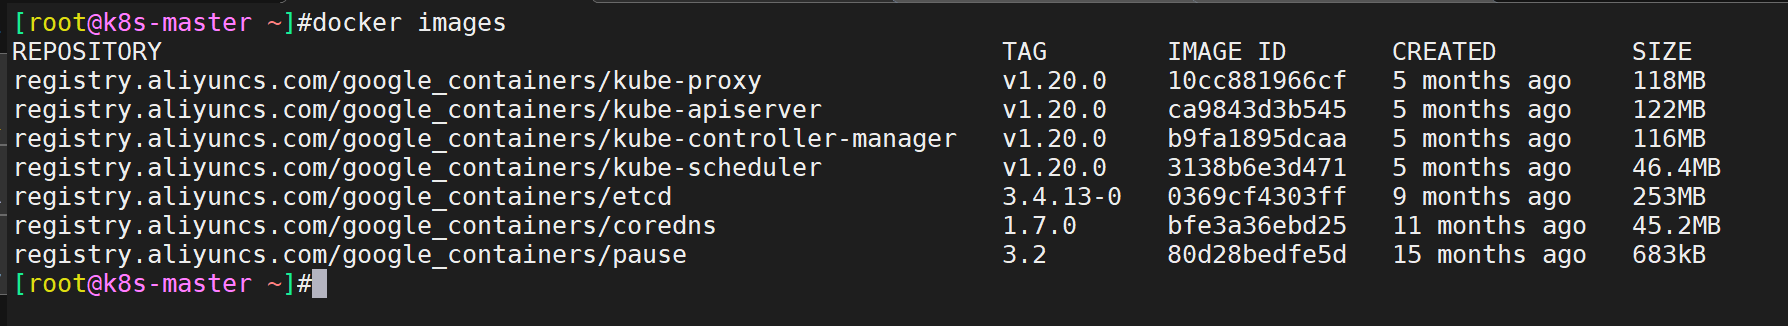 [root@k8s-master ~]#docker images
REPOSITORY TAG IMAGE ID CREATED SIZE
registry.aliyuncs.com/google_containers/kube-proxy v1.20.0 10cc881966cf 5 months ago 118MB
registry.aliyuncs.com/google_containers/kube-apiserver v1.20.0 ca9843d3b545 5 months ago 122MB
registry.aliyuncs.com/google_containers/kube-controller-manager v1.20.0 b9fa1895dcaa 5 months ago 116MB
registry.aliyuncs.com/google_containers/kube-scheduler v1.20.0 3138b6e3d471 5 months ago 46.4MB
registry.aliyuncs.com/google_containers/etcd 3.4.13-0 0369cf4303ff 9 months ago 253MB
registry.aliyuncs.com/google_containers/coredns 1.7.0 bfe3a36ebd25 11 months ago 45.2MB
registry.aliyuncs.com/google_containers/pause 3.2 80d28bedfe5d 15 months ago 683kB
[root@k8s-master ~]#